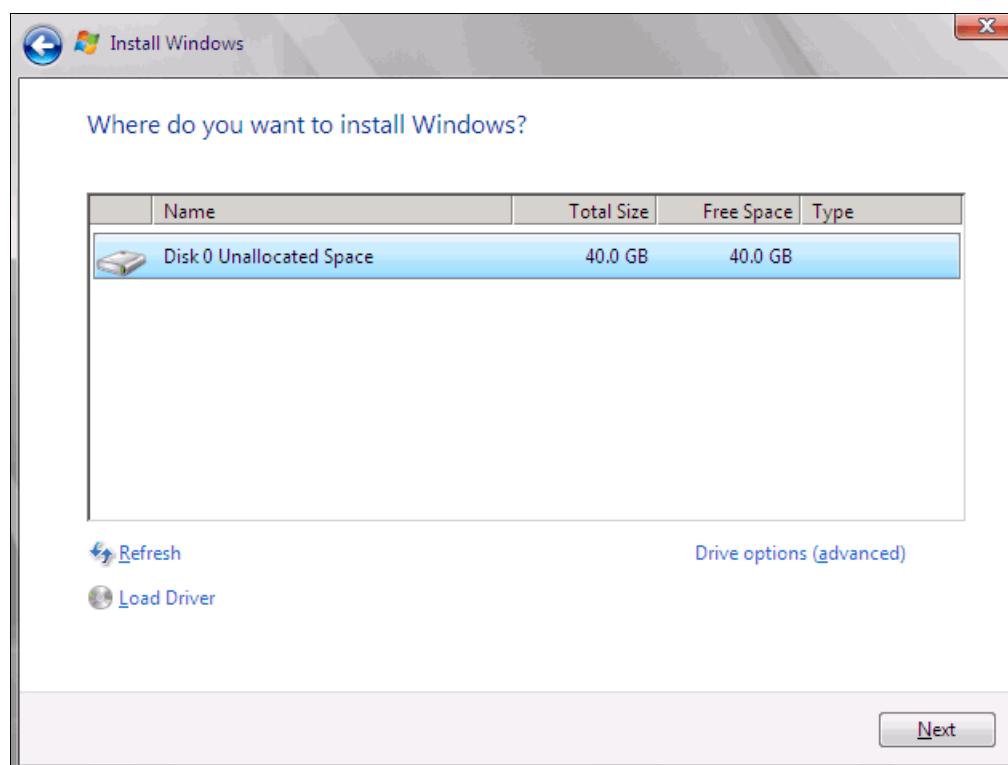 Install Windows
Where do you want to install Windows?
Name Total Size Free Space Type
Disk 0 Unallocated Space 40.0 GB 40.0 GB
Refresh Drive options (advanced)
Load Driver
Next